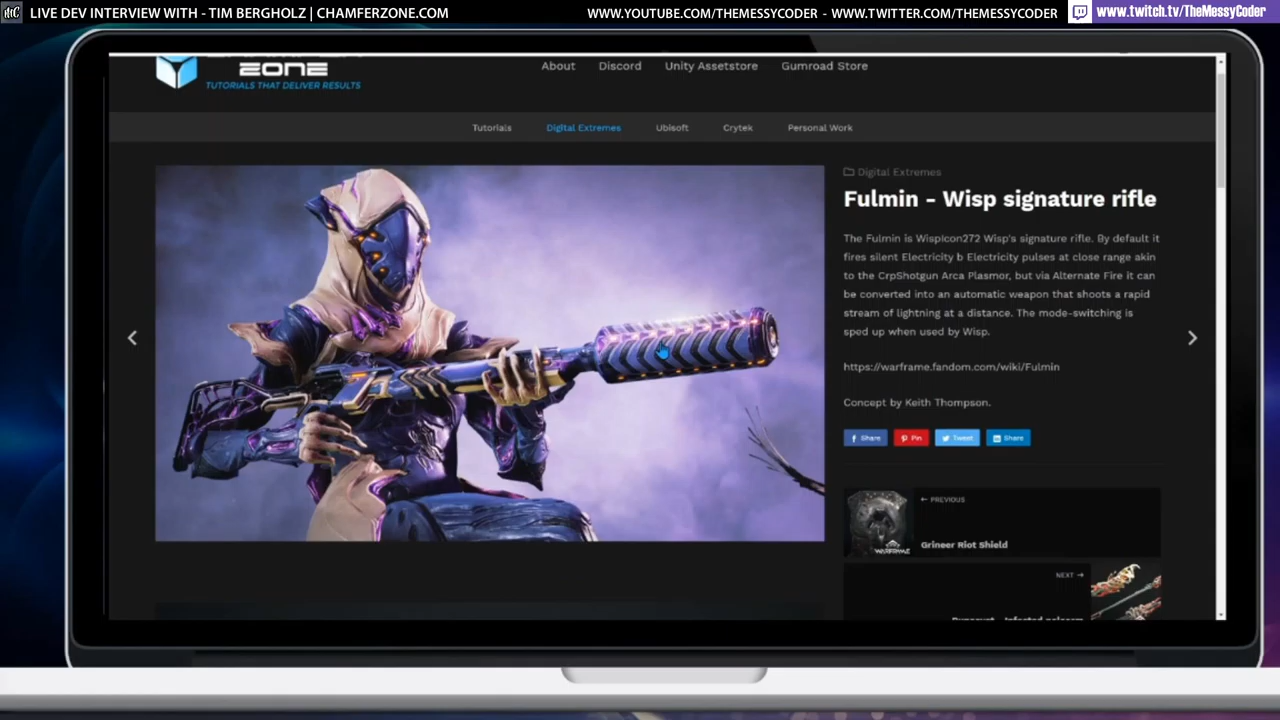 LIVE DEV INTERVIEW WITH - TIM BERGHOLZ | CHAMFERZONE.COM
WWW.YOUTUBE.COM/THEMESSYCODER - WWW.TWITTER.COM/THEMESSYCODER
www.twitch.tv/TheMessyCoder
ZONE
TUTORIALS THAT DELIVER RESULTS
About Discord Unity Assetstore Gumroad Store
Tutorials Digital Extremes Ubisoft Crytek Personal Work
Digital Extremes
Fulmin - Wisp signature rifle
The Fulmin is WispIcon272 Wisp's signature rifle. By default it
fires silent Electricity b Electricity pulses at close range akin
to the CrpShotgun Arca Plasmor, but via Alternate Fire it can
be converted into an automatic weapon that shoots a rapid
stream of lightning at a distance. The mode-switching is
sped up when used by Wisp.
https://warframe.fandom.com/wiki/Fulmin
Concept by Keith Thompson.
Share Pin Tweet Share
← PREVIOUS
Grineer Riot Shield
WARFRAME
NEXT →